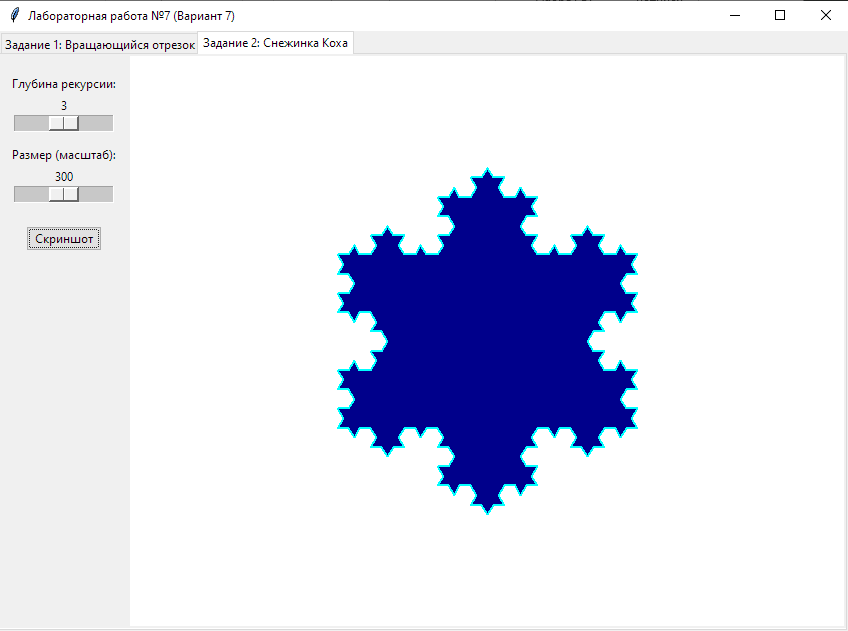 Лабораторная работа №7 (Вариант 7)
Задание 1: Вращающийся отрезок Задание 2: Снежинка Коха
Глубина рекурсии:
3
Размер (масштаб):
300
Скриншот